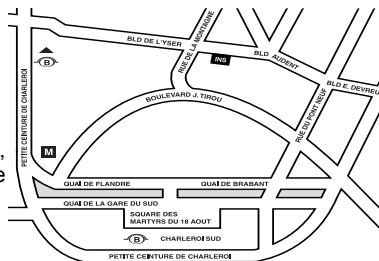 BLD DE L'YSER
RUE DE LA MONTAGNE
INS
BLD AUDENT
BLD E. DEVREU
B
BOULEVARD J. TIROU
RUE DU PONT NEUF
PETITE CEINTURE DE CHARLEROI
M
,
e
QUAI DE FLANDRE
QUAI DE BRABANT
QUAI DE LA GARE DU SUD
SQUARE DES
MARTYRS DU 18 AOUT
B
CHARLEROI SUD
PETITE CEINTURE DE CHARLEROI